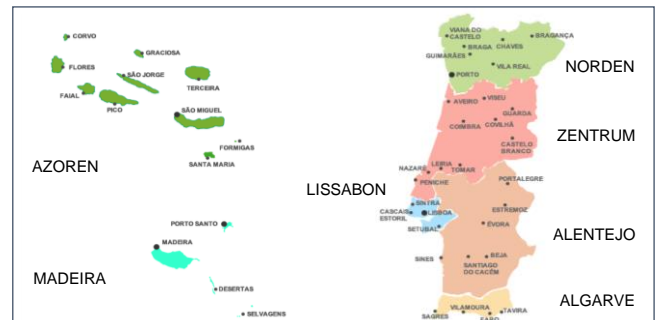 CORVO
GRACIOSA
FLORES
SÃO JORGE
TERCEIRA
FAIAL
PICO
SÃO MIGUEL
FORMIGAS
SANTA MARIA
AZOREN
PORTO SANTO
MADEIRA
MADEIRA
DESERTAS
SELVAGENS
VIANA DO
CASTELO
BRAGANÇA
BRAGA
CHAVES
GUIMARÃES
VILA REAL
PORTO
NORDEN
AVEIRO
VISEU
GUARDA
COIMBRA
COVILHÃ
CASTELO
BRANCO
ZENTRUM
LEIRIA
TOMAR
NAZARÉ
PENICHE
PORTALEGRE
LISSABON
SINTRA
CASCAIS
ESTORIL
LISBOA
SETUBAL
ESTREMOZ
ÉVORA
ALENTEJO
SINES
SANTIAGO
DO CACÉM
BEJA
ALGARVE
SAGRES
VILAMOURA
FARO
TAVIRA